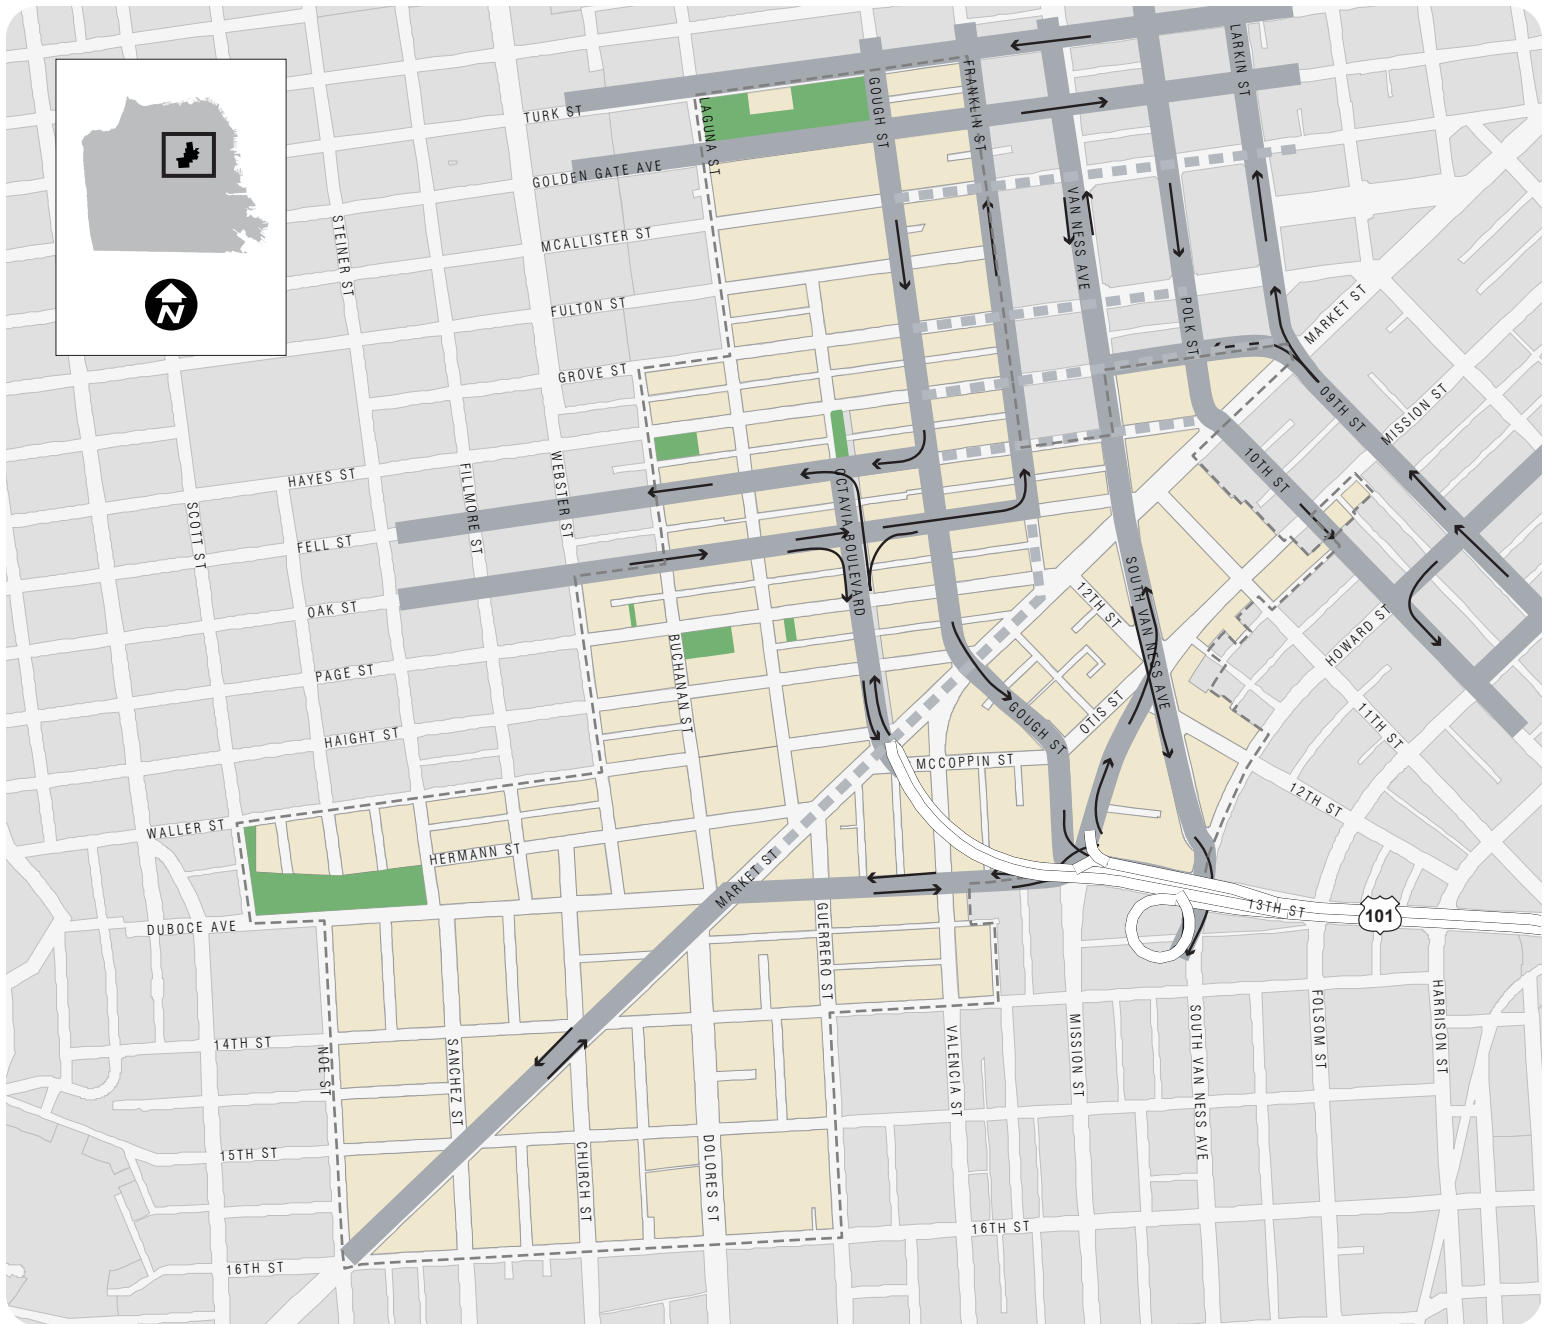 N
TURK ST
GOLDEN GATE AVE
MCALLISTER ST
FULTON ST
GROVE ST
HAYES ST
FELL ST
OAK ST
PAGE ST
HAIGHT ST
WALLER ST
HERMANN ST
DUBOCE AVE
14TH ST
15TH ST
16TH ST
STEINER ST
SCOTT ST
FILLMORE ST
WEBSTER ST
LAGUNA ST
BUCHANAN ST
GOUGH ST
FRANKLIN ST
VAN NESS AVE
POLK ST
LARKIN ST
OCTAVIA BOULEVARD
MARKET ST
MISSION ST
09TH ST
10TH ST
HOWARD ST
11TH ST
12TH ST
12TH ST
SOUTH VAN NESS AVE
OTIS ST
GOUGH ST
MCCOPPIN ST
MARKET ST
13TH ST
101
GUERRERO ST
NOE ST
SANCHEZ ST
CHURCH ST
DOLORES ST
VALENCIA ST
MISSION ST
SOUTH VAN NESS AVE
FOLSOM ST
HARRISON ST
16TH ST